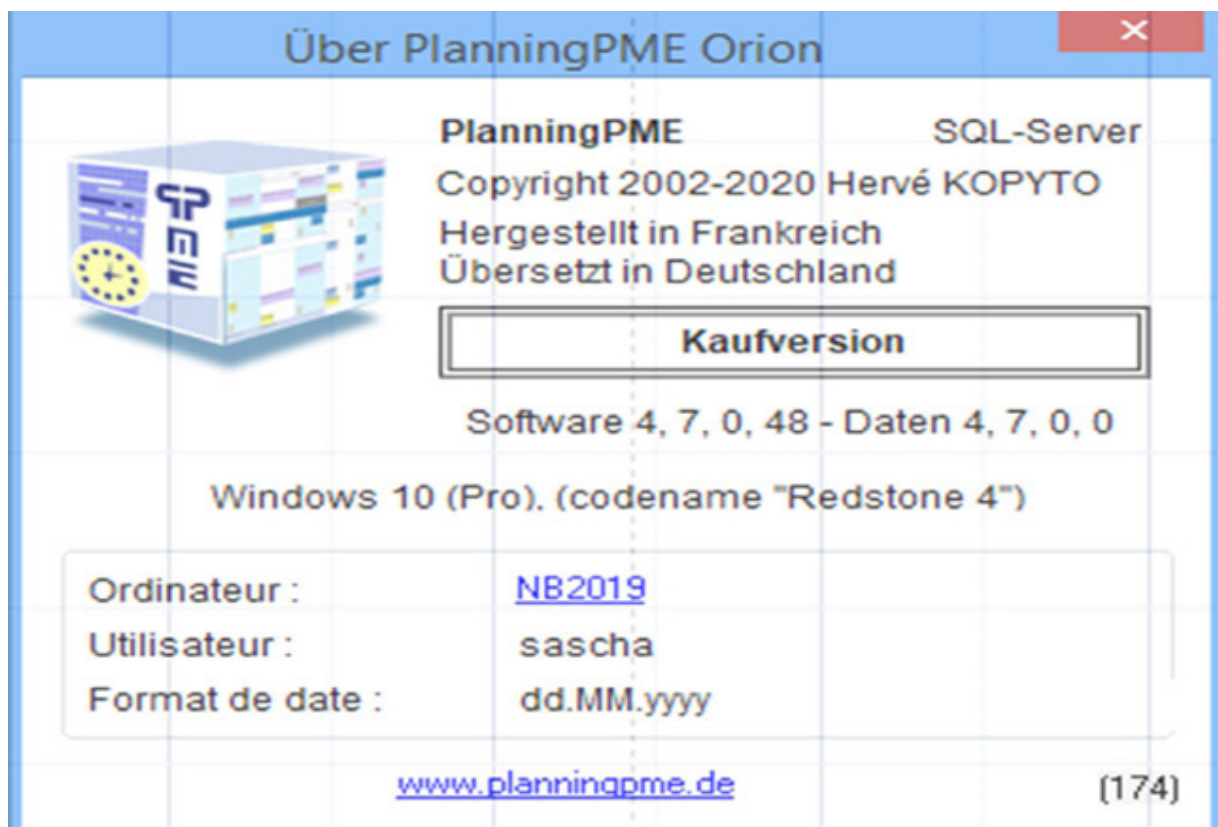 Über PlanningPME Orion
PlanningPME SQL-Server
Copyright 2002-2020 Hervé KOPYTO
Hergestellt in Frankreich
Übersetzt in Deutschland
PME
Kaufversion
Software 4, 7, 0, 48 - Daten 4, 7, 0, 0
Windows 10 (Pro), (codename "Redstone 4")
Ordinateur : NB2019
Utilisateur : sascha
Format de date : dd.MM.yyyy
www.planningpme.de
(174)